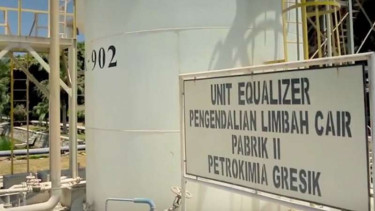 -902
UNIT EQUALIZER
PENGENDALIAN LIMBAH CAIR
PABRIK II
PETROKIMIA GRESIK